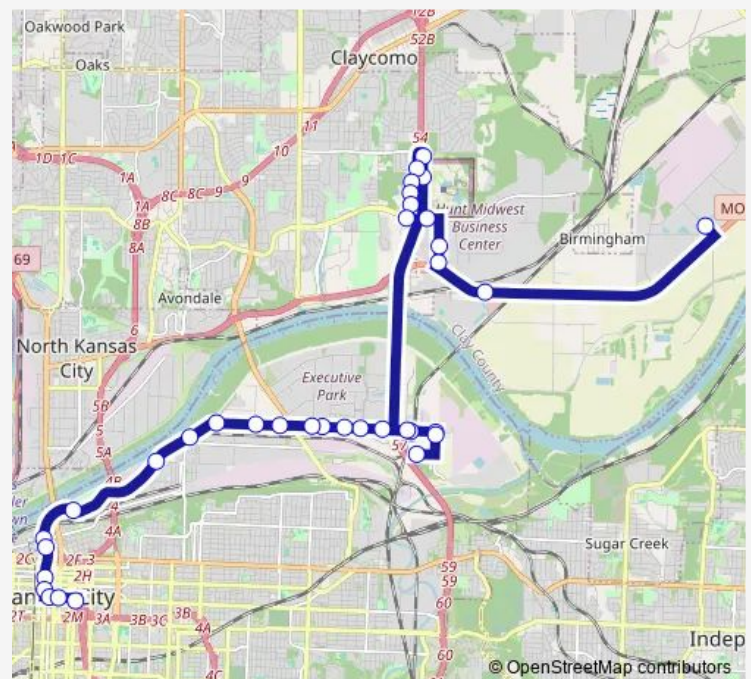 12B
Oakwood Park
52B
Claycomo
Oaks
11
54
1D 1C
10
1A
8C 8C 9 9
1A
8B
8A
Hunt Midwest
Business
Center
MO
Birmingham
69
Avondale
6
North Kansas
City
Clay County
Executive
Park
5B
5
5A
57
4B
4A
Sugar Creek
2F 3
2H
59
59
City
2M
3A 3B 3C 3B
60
4A
Indep
60
© OpenStreetMap contributors